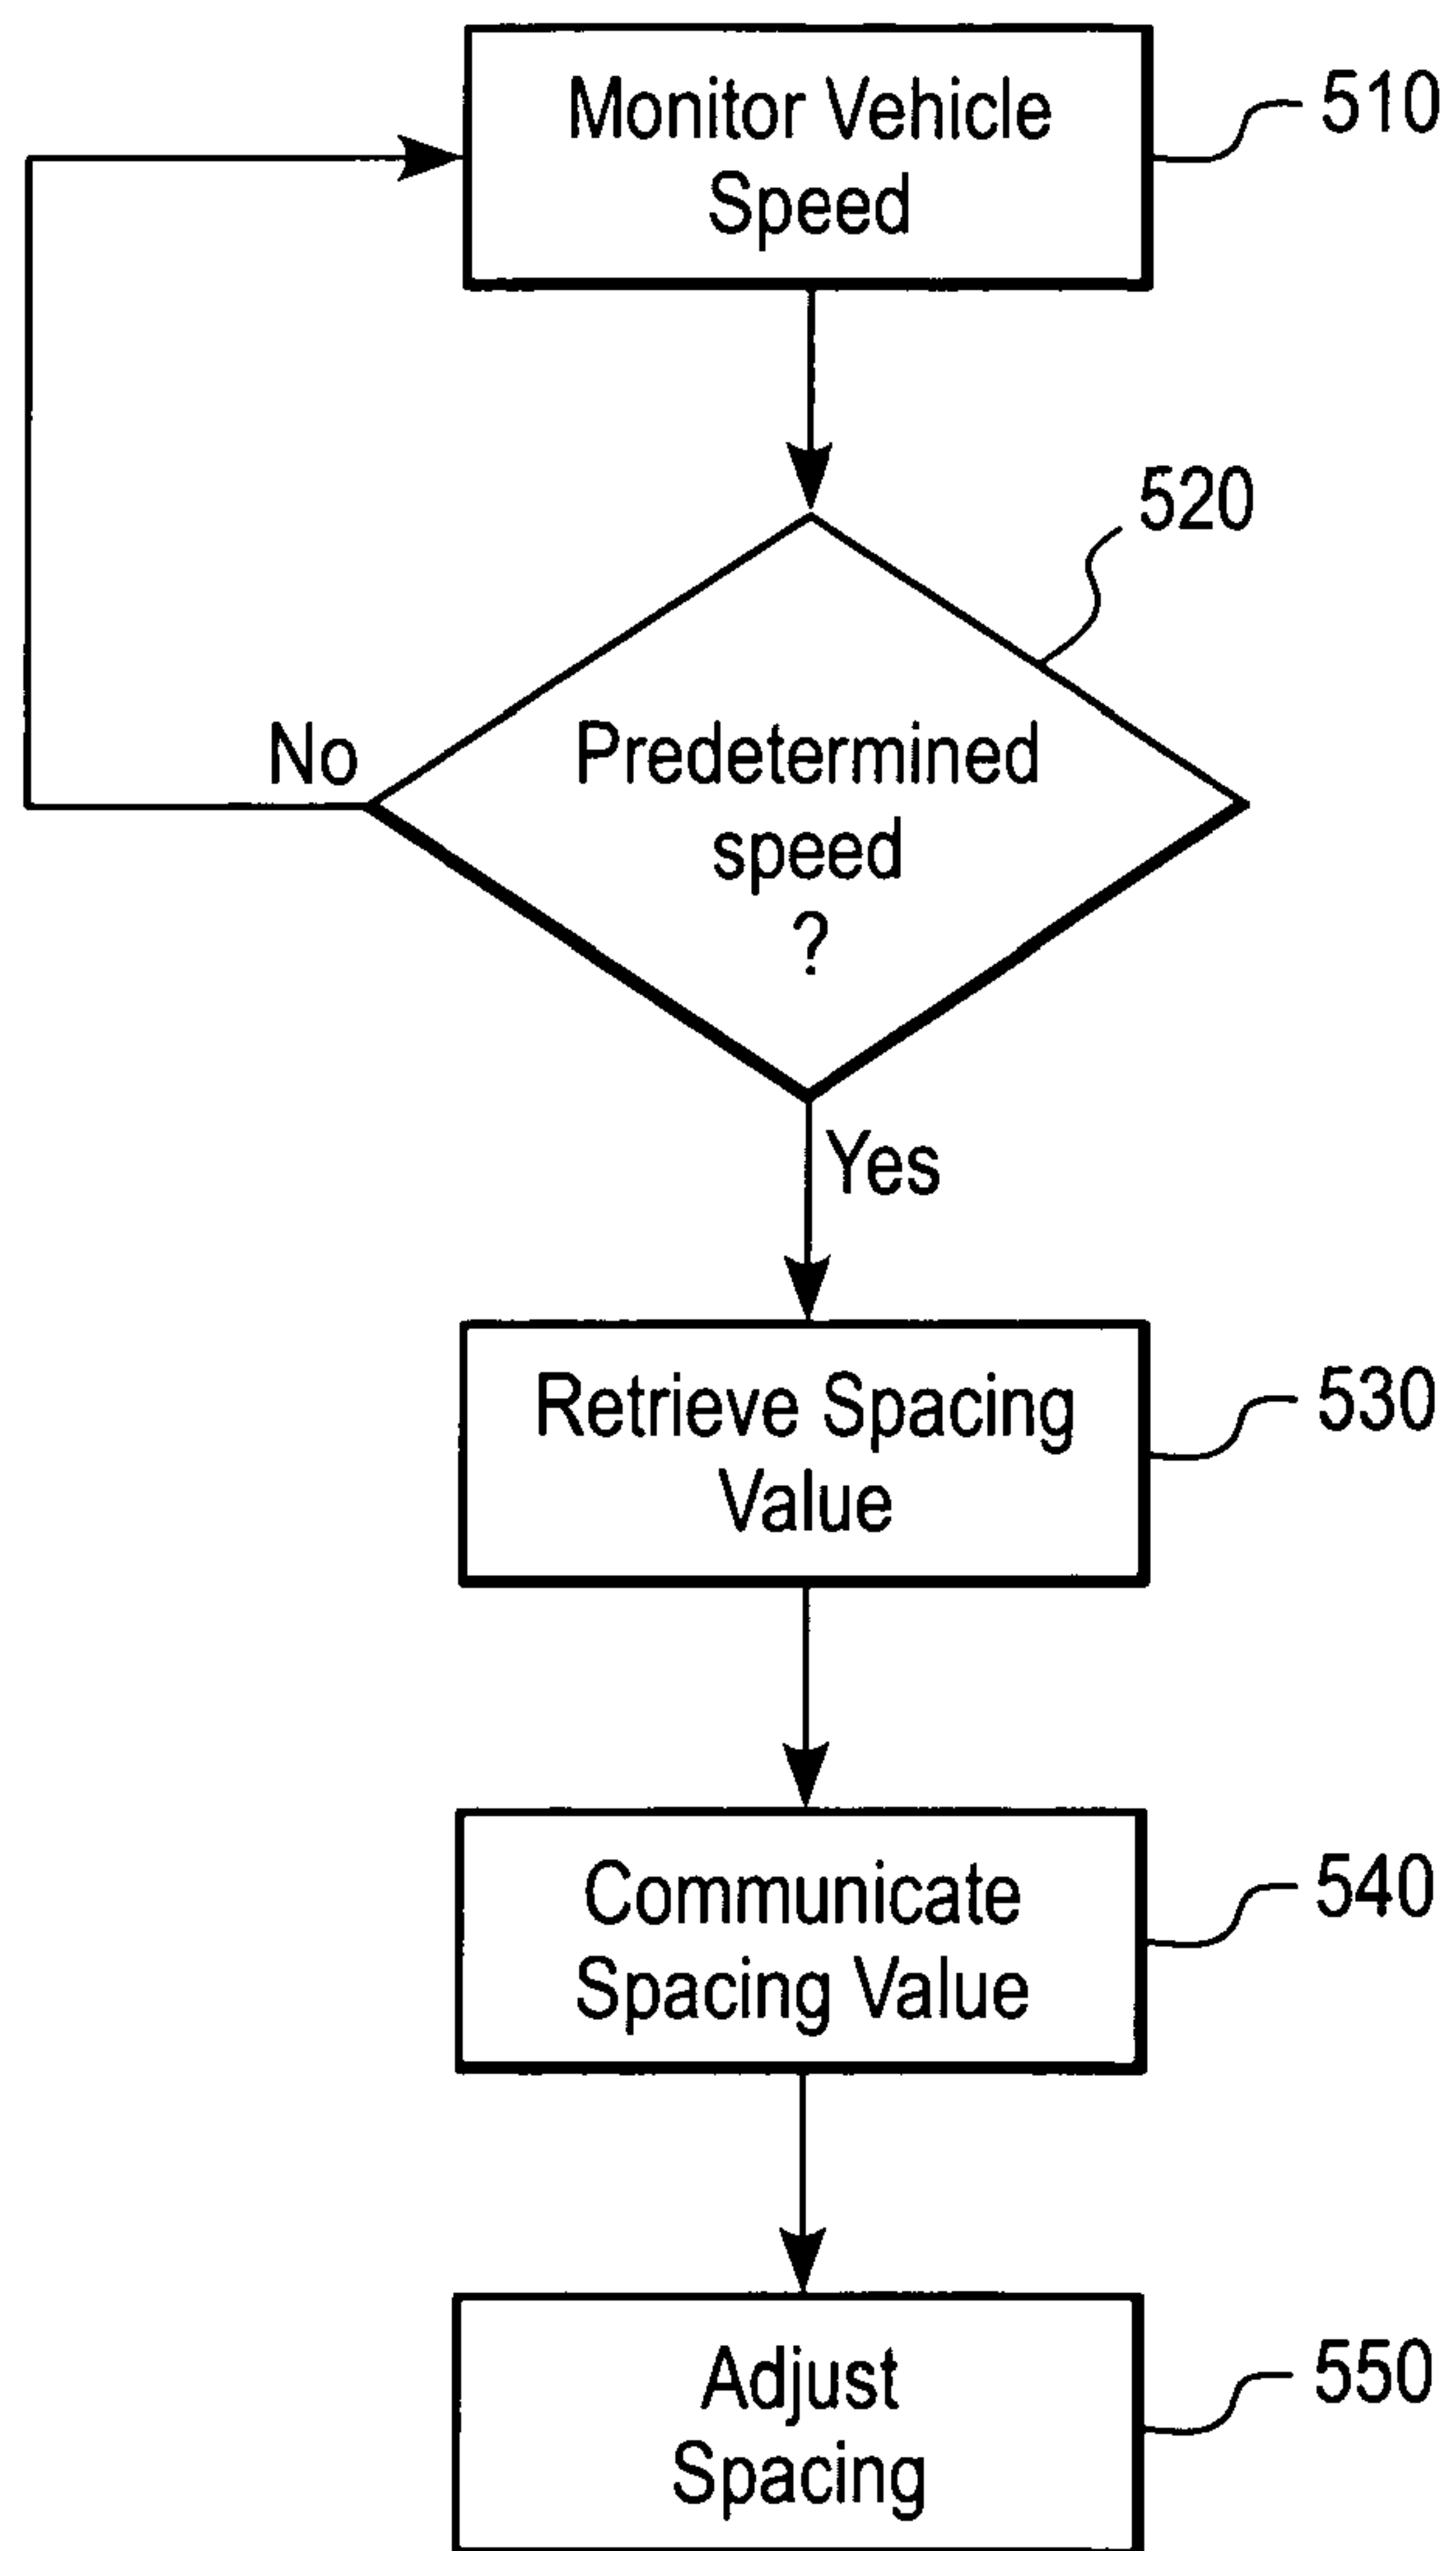 Monitor Vehicle
Speed
510
520
No
Predetermined
speed
?
Yes
Retrieve Spacing
Value
530
Communicate
Spacing Value
540
Adjust
Spacing
550